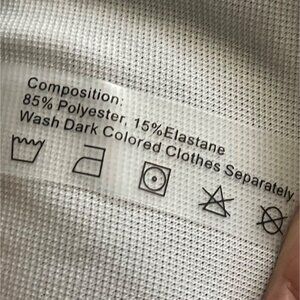 Composition:
85% Polyester, 15%Elastane
Wash Dark Colored Clothes Separately.